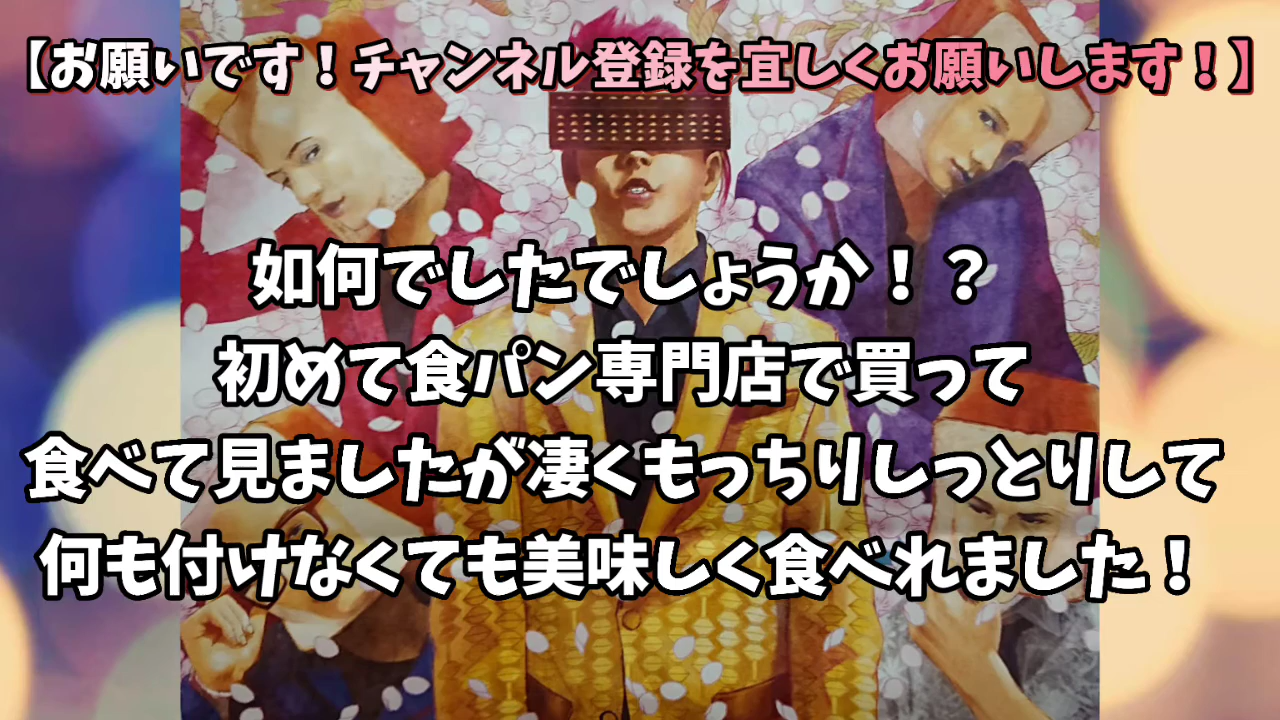 【お願いです！チャンネル登録を宜しくお願いします！】
如何でしたでしょうか！？
初めて食パン専門店で買って
食べて見ましたが凄くもっちりしっとりして
何も付けなくても美味しく食べれました！